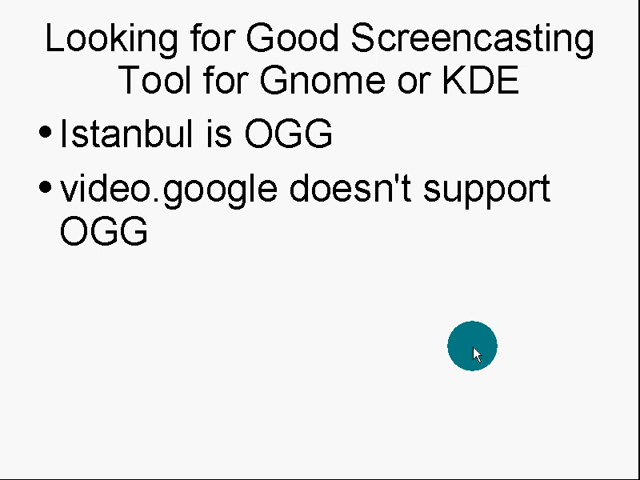 Looking for Good Screencasting
Tool for Gnome or KDE
•Istanbul is OGG
•video.google doesn't support
OGG